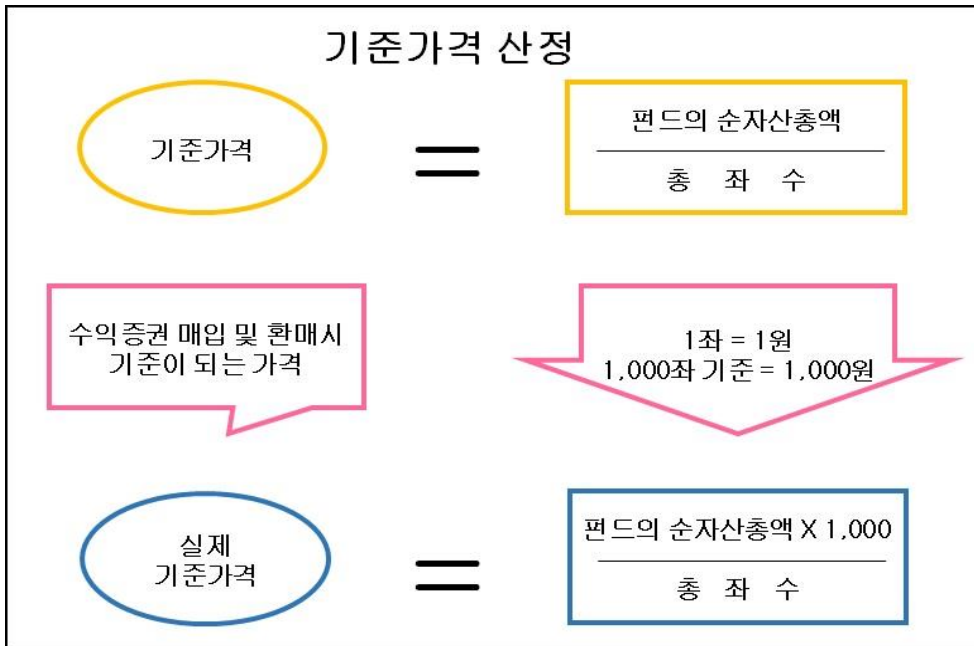 기준가격 산정
기준가격
=
펀드의 순자산총액
총 좌 수
수익증권 매입 및 환매시
기준이 되는 가격
1좌 = 1원
1,000좌 기준 = 1,000원
실제
기준가격
=
펀드의 순자산총액 X 1,000
총 좌 수